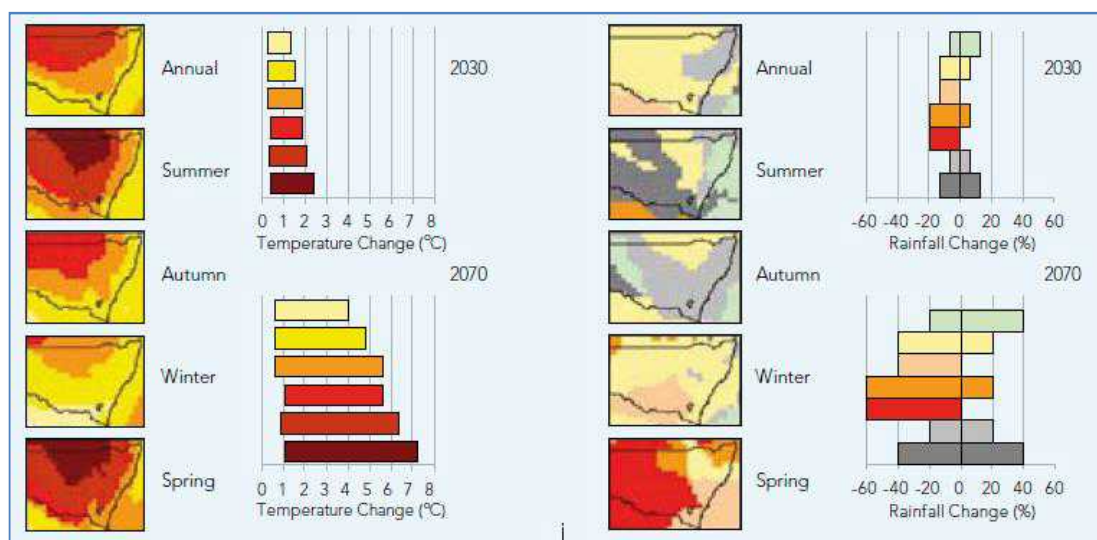 Annual
2030
Summer
0 1 2 3 4 5 6 7 8
Temperature Change (°C)
Autumn
2070
Winter
Spring
0 1 2 3 4 5 6 7 8
Temperature Change (°C)
i
Annual
2030
Summer
-60 -40 -20 0 20 40 60
Rainfall Change (%)
Autumn
2070
Winter
Spring
-60 -40 -20 0 20 40 60
Rainfall Change (%)